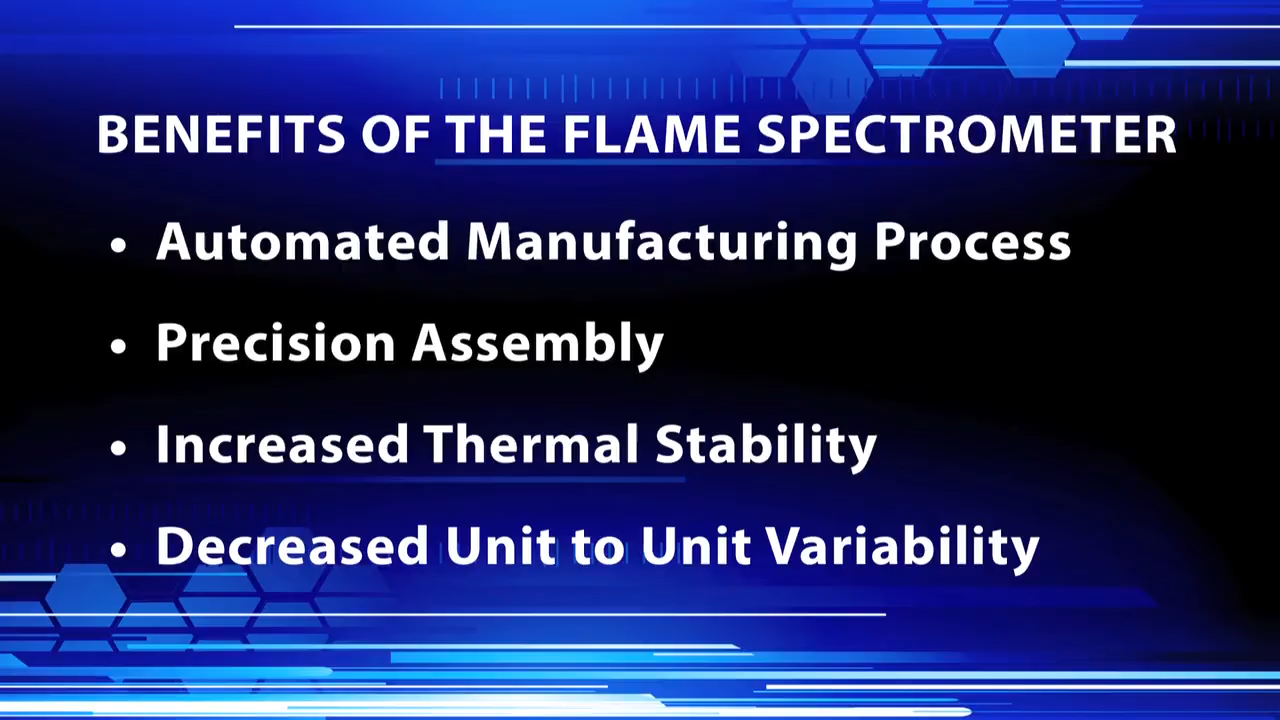 BENEFITS OF THE FLAME SPECTROMETER
• Automated Manufacturing Process
• Precision Assembly
• Increased Thermal Stability
• Decreased Unit to Unit Variability